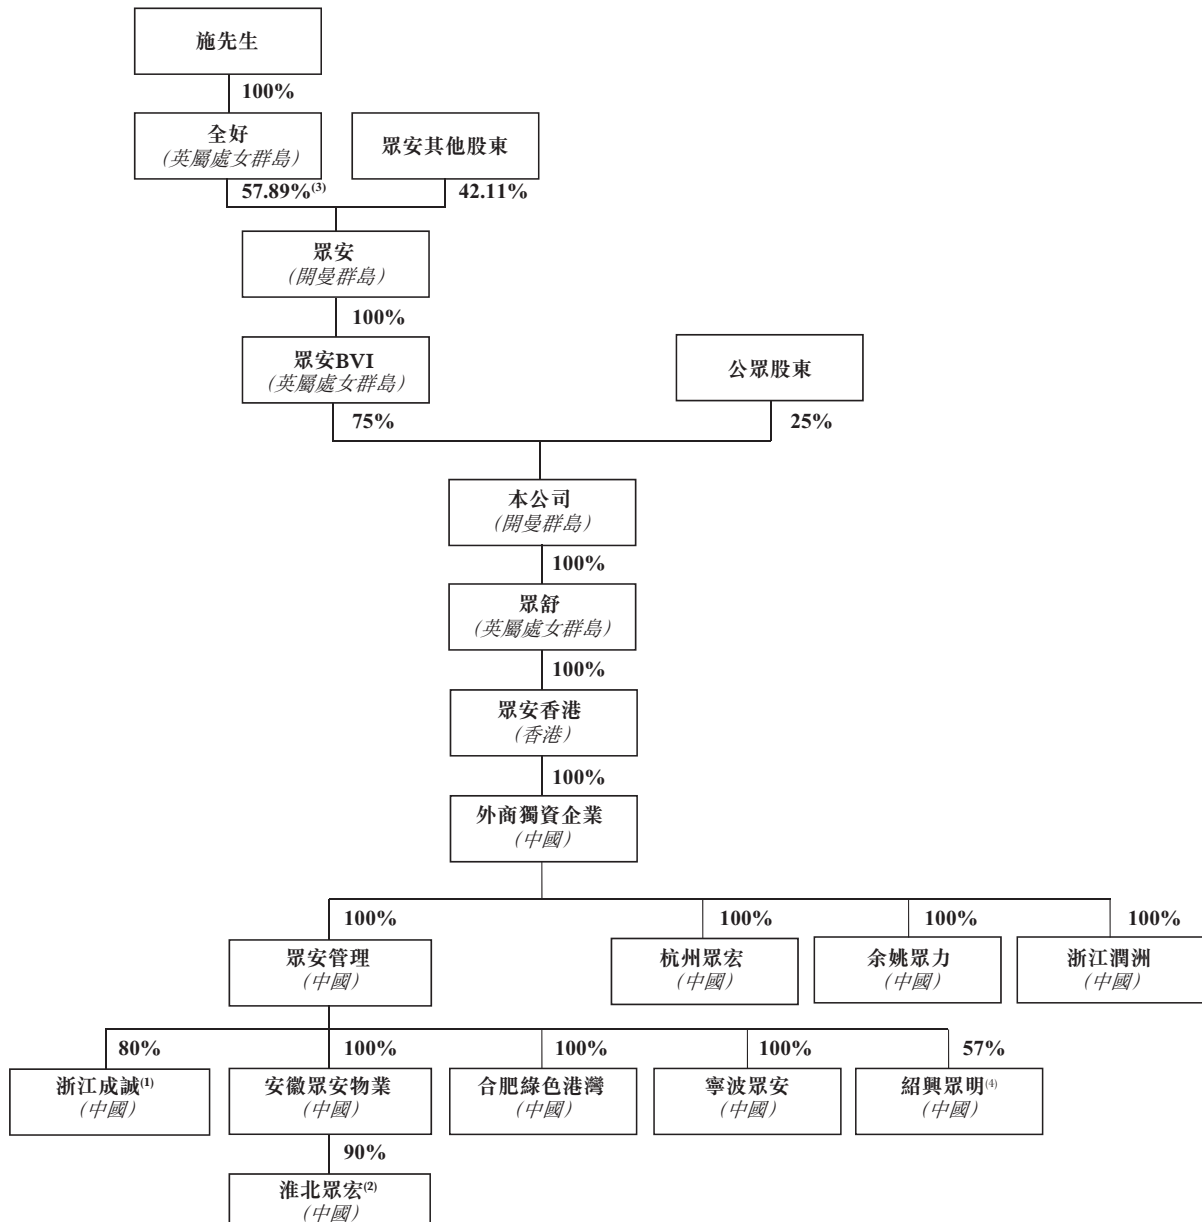 施先生
100%
全好
(英屬處女群島)
眾安其他股東
57.89%(3)
42.11%
眾安
(開曼群島)
100%
眾安BVI
(英屬處女群島)
公眾股東
75%
25%
本公司
(開曼群島)
100%
眾舒
(英屬處女群島)
100%
眾安香港
(香港)
100%
外商獨資企業
(中國)
100%
100%
100%
100%
眾安管理
(中國)
杭州眾宏
(中國)
余姚眾力
(中國)
浙江潤洲
(中國)
80%
100%
100%
100%
57%
浙江成誠(1)
(中國)
安徽眾安物業
(中國)
合肥綠色港灣
(中國)
寧波眾安
(中國)
紹興眾明(4)
(中國)
90%
淮北眾宏(2)
(中國)